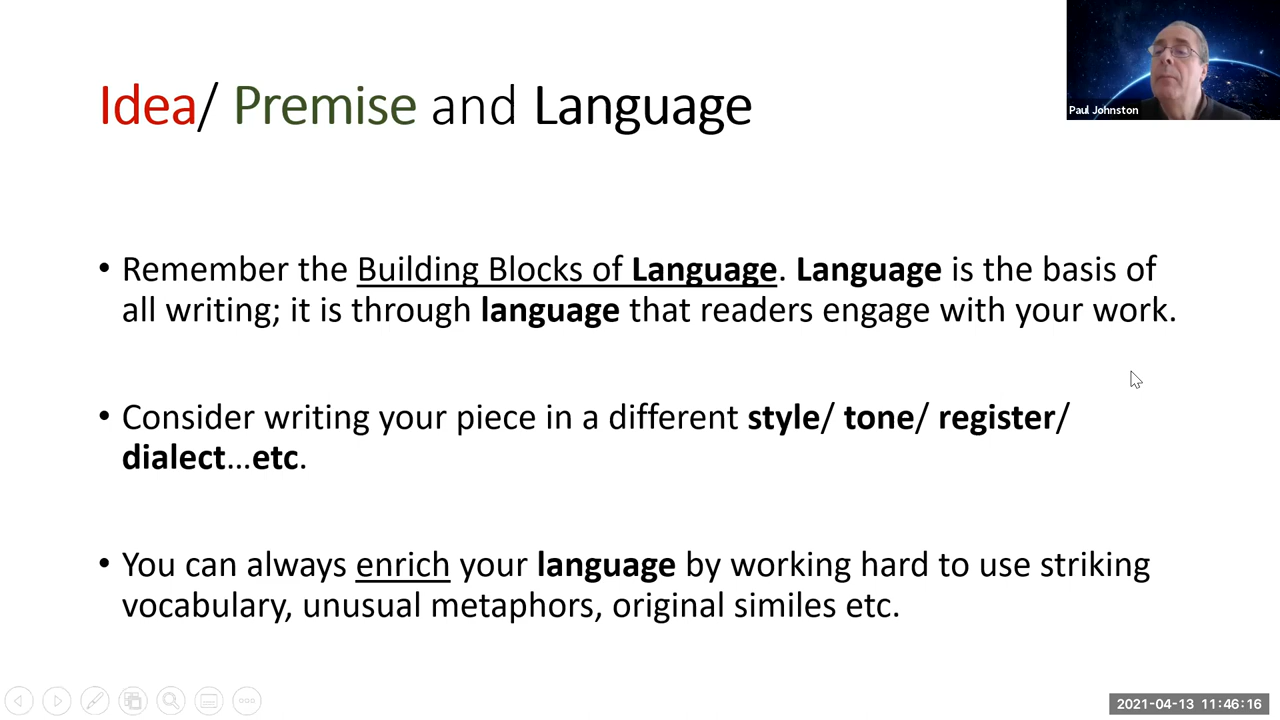 Idea/ Premise and Language
Paul Johnston
• Remember the Building Blocks of Language. Language is the basis of
all writing; it is through language that readers engage with your work.
• Consider writing your piece in a different style/ tone/ register/
dialect…etc.
• You can always enrich your language by working hard to use striking
vocabulary, unusual metaphors, original similes etc.
2021-04-13 11:46:16